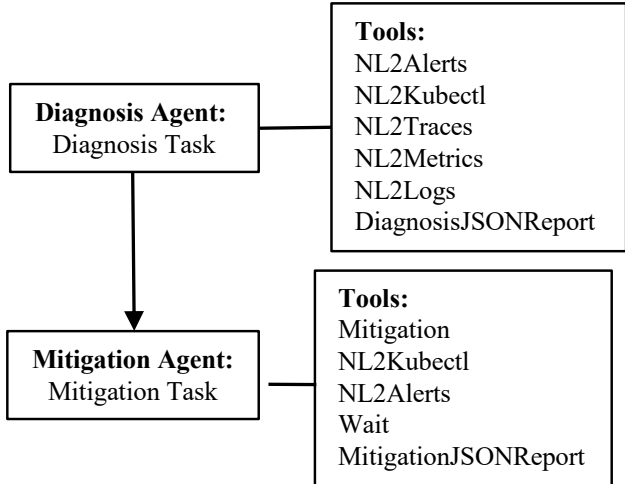 Diagnosis Agent:
Diagnosis Task
Tools:
NL2Alerts
NL2Kubectl
NL2Traces
NL2Metrics
NL2Logs
DiagnosisJSONReport
Mitigation Agent:
Mitigation Task
Tools:
Mitigation
NL2Kubectl
NL2Alerts
Wait
MitigationJSONReport